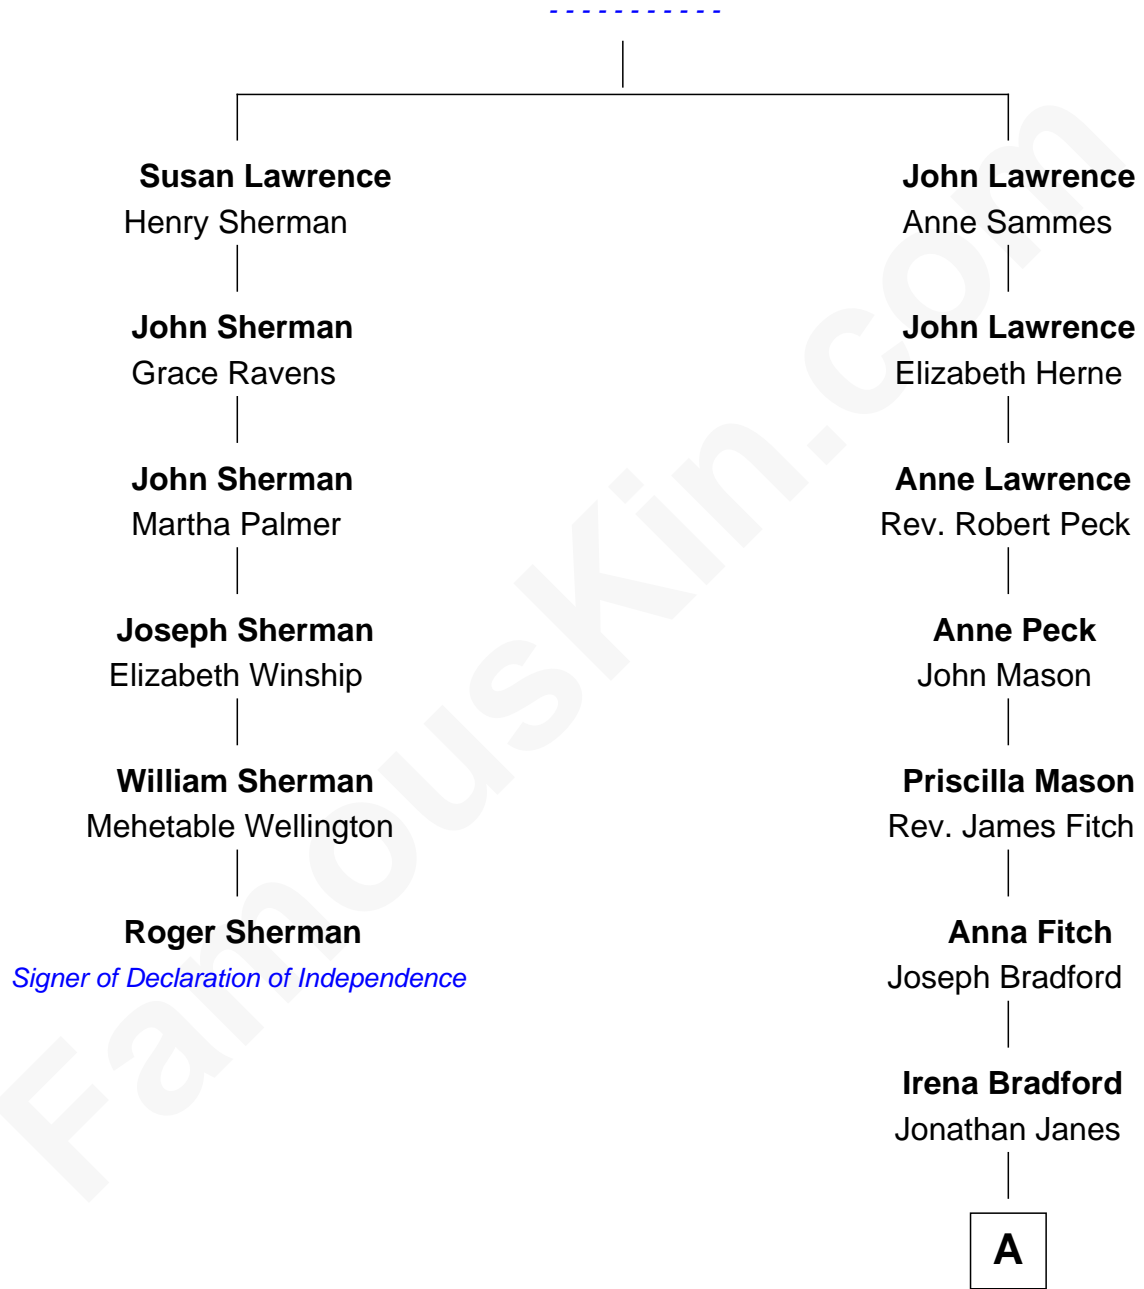 - - - - - - - - - - -
Susan Lawrence
Henry Sherman
John Sherman
Grace Ravens
John Sherman
Martha Palmer
Joseph Sherman
Elizabeth Winship
William Sherman
Mehetable Wellington
Roger Sherman
Signer of Declaration of Independence
John Lawrence
Anne Sammes
John Lawrence
Elizabeth Herne
Anne Lawrence
Rev. Robert Peck
Anne Peck
John Mason
Priscilla Mason
Rev. James Fitch
Anna Fitch
Joseph Bradford
Irena Bradford
Jonathan Janes
A
FamousKin.com